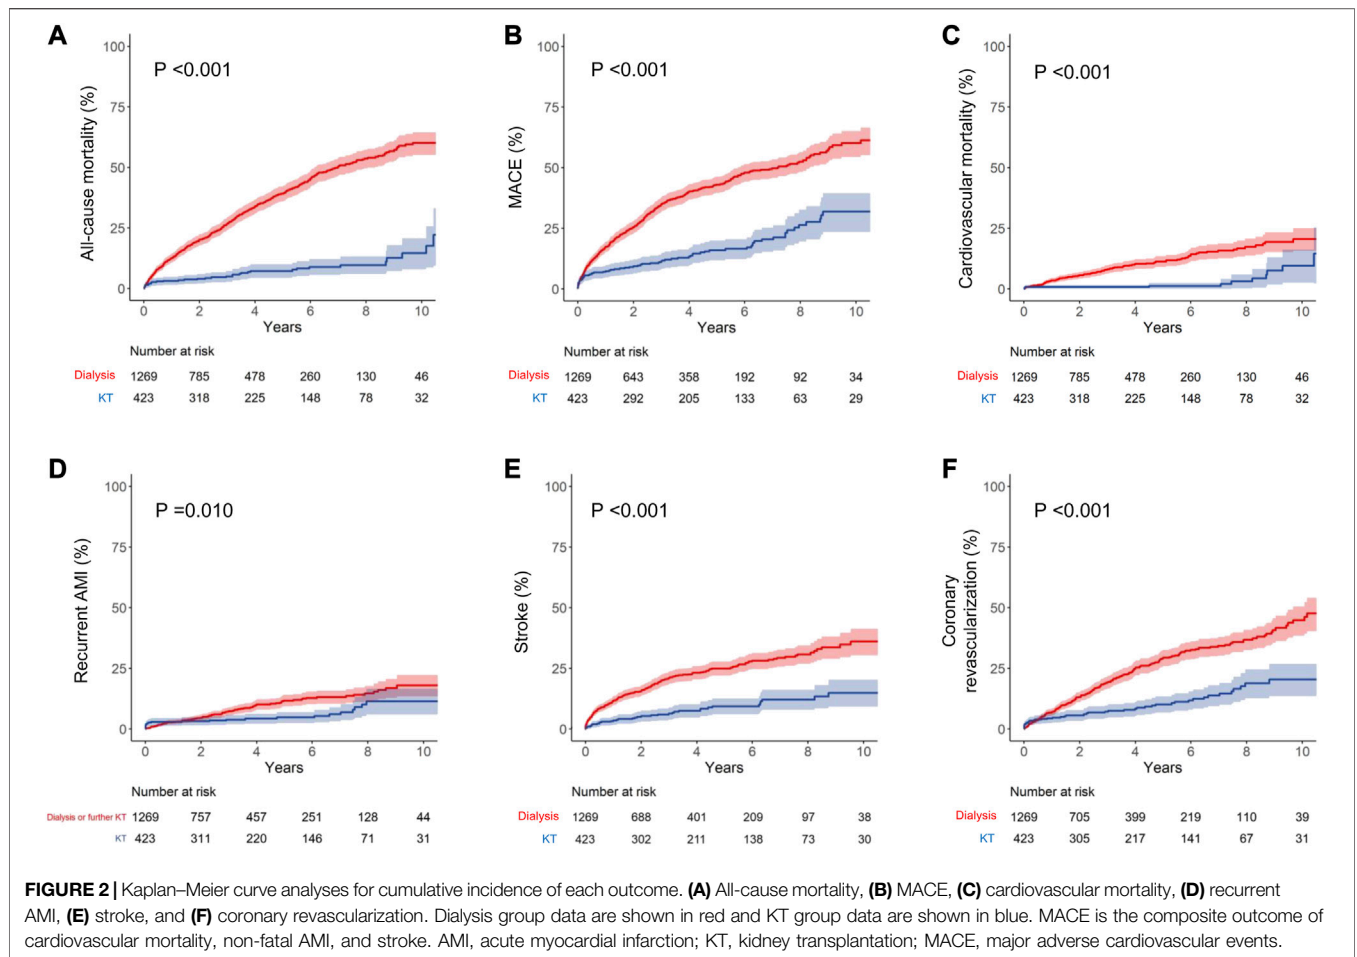 A
P <0.001
All-cause mortality (%)
100
75
50
25
0
0 2 4 6 8 10
Years
Number at risk
Dialysis 1269 785 478 260 130 46
KT 423 318 225 148 78 32
B
P <0.001
MACE (%)
100
75
50
25
0
0 2 4 6 8 10
Years
Number at risk
Dialysis 1269 643 358 192 92 34
KT 423 292 205 133 63 29
C
P <0.001
Cardiovascular mortality (%)
100
75
50
25
0
0 2 4 6 8 10
Years
Number at risk
Dialysis 1269 785 478 260 130 46
KT 423 318 225 148 78 32
D
P =0.010
Recurrent AMI (%)
100
75
50
25
0
0 2 4 6 8 10
Years
Number at risk
Dialysis or further KT 1269 757 457 251 128 44
KT 423 311 220 146 71 31
E
P <0.001
Stroke (%)
100
75
50
25
0
0 2 4 6 8 10
Years
Number at risk
Dialysis 1269 688 401 209 97 38
KT 423 302 211 138 73 30
F
P <0.001
Coronary
revascularization (%)
100
75
50
25
0
0 2 4 6 8 10
Years
Number at risk
Dialysis 1269 705 399 219 110 39
KT 423 305 217 141 67 31
FIGURE 2 | Kaplan–Meier curve analyses for cumulative incidence of each outcome. (A) All-cause mortality, (B) MACE, (C) cardiovascular mortality, (D) recurrent
AMI, (E) stroke, and (F) coronary revascularization. Dialysis group data are shown in red and KT group data are shown in blue. MACE is the composite outcome of
cardiovascular mortality, non-fatal AMI, and stroke. AMI, acute myocardial infarction; KT, kidney transplantation; MACE, major adverse cardiovascular events.